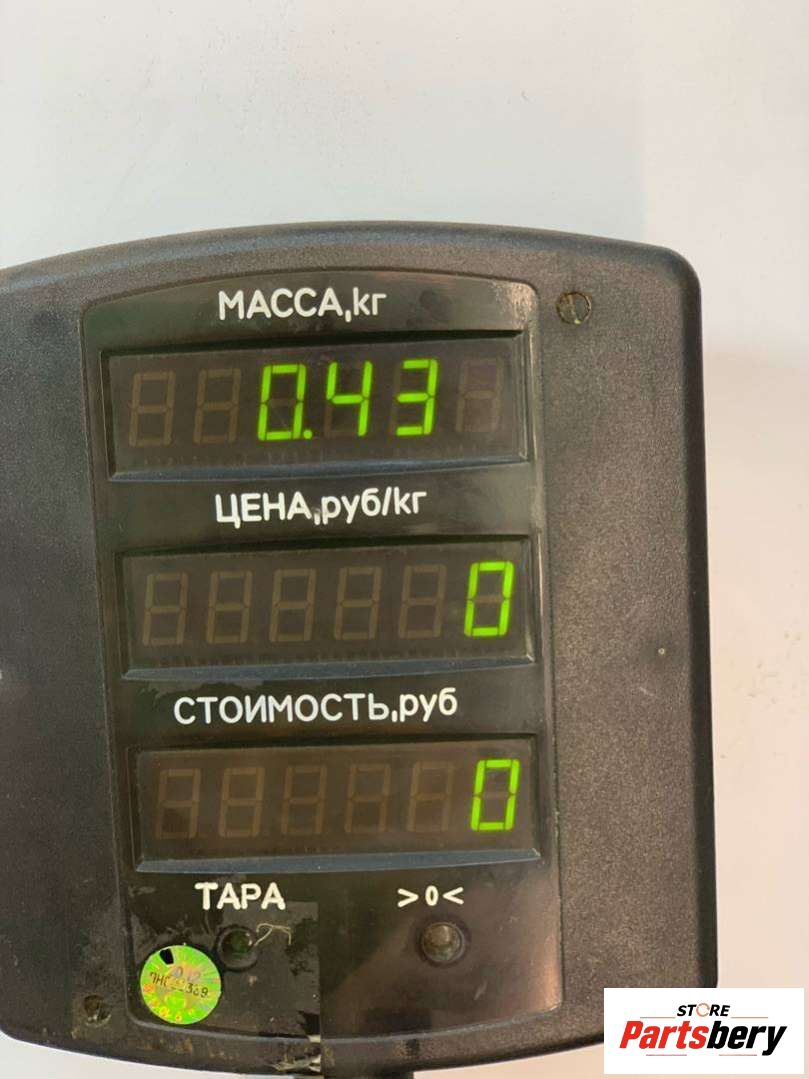 МАССА,кг
0.43
ЦЕНА,руб/кг
0
СТОИМОСТЬ,руб
0
ТАРА >0<
STORE
Partsbery